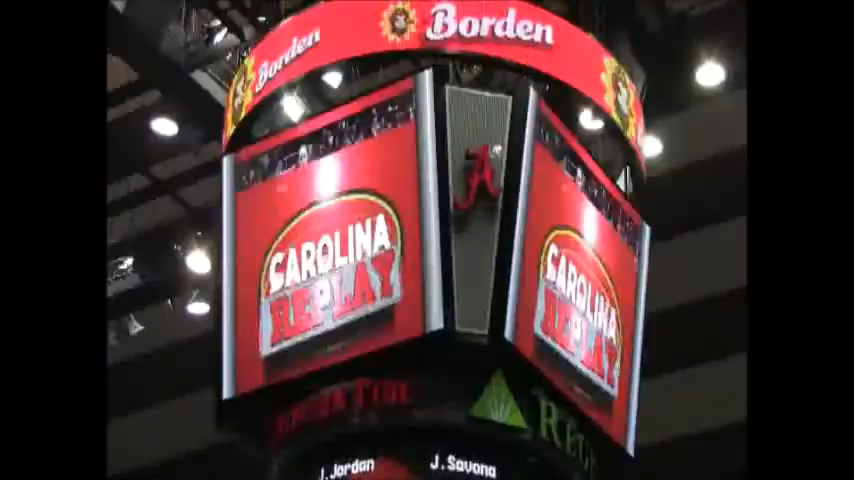 Borden
Borden
CAROLINA
REPLAY
CAROLINA
REPLAY
A
J.Jordan
J.Savona